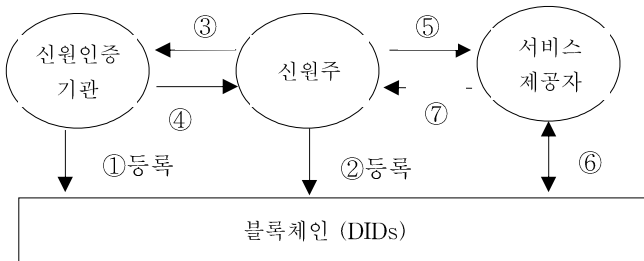 ③
⑤
신원인증
기관
신원주
서비스
제공자
④
⑦
①등록
②등록
⑥
블록체인 (DIDs)